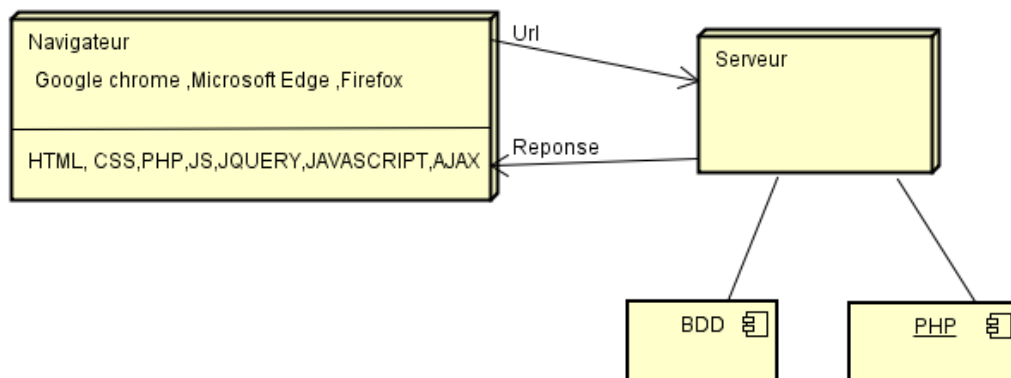 Navigateur
Google chrome ,Microsoft Edge ,Firefox
HTML, CSS,PHP,JS,JQUERY,JAVASCRIPT,AJAX
Url
Reponse
Serveur
BDD
PHP